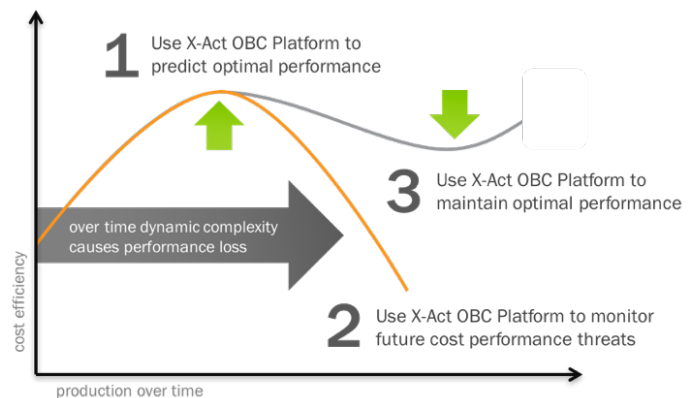 1 Use X-Act OBC Platform to
predict optimal performance
3 Use X-Act OBC Platform to
maintain optimal performance
over time dynamic complexity
causes performance loss
2 Use X-Act OBC Platform to monitor
future cost performance threats
cost efficiency
production over time